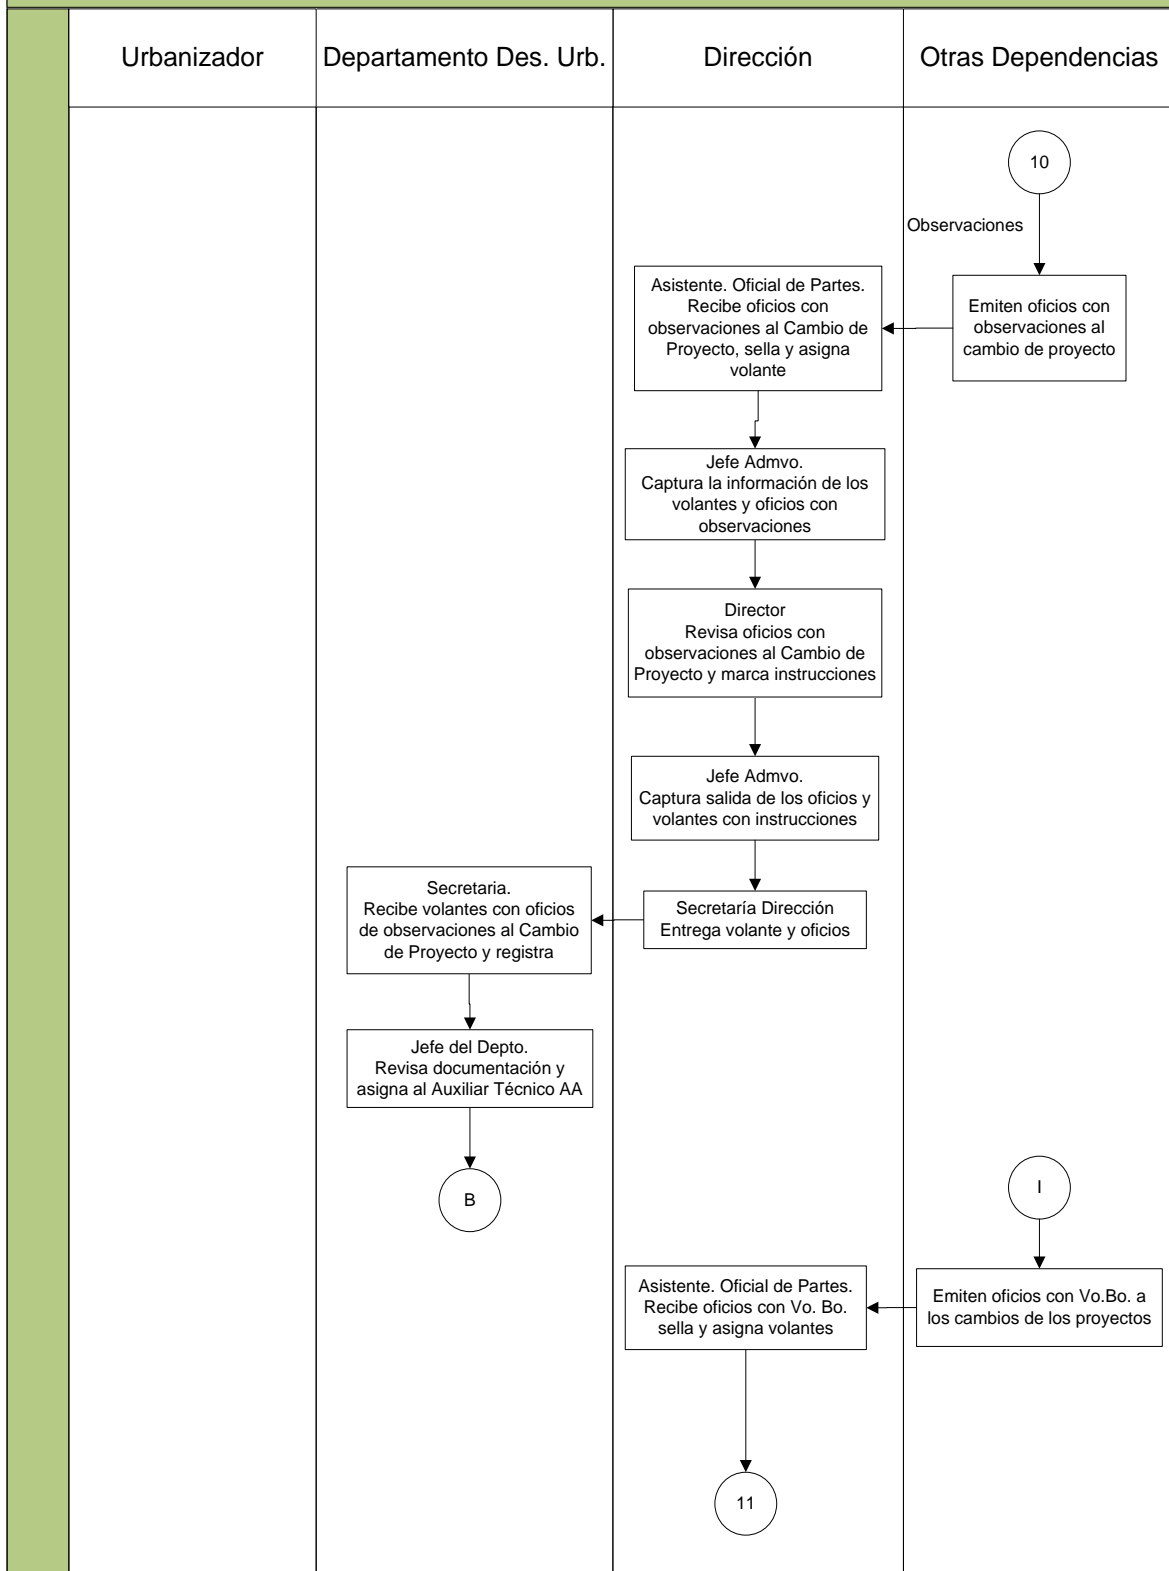 Urbanizador
Departamento Des. Urb.
Dirección
Otras Dependencias
10
Observaciones
Emiten oficios con
observaciones al
cambio de proyecto
Asistente. Oficial de Partes.
Recibe oficios con
observaciones al Cambio de
Proyecto, sella y asigna
volante
Jefe Admvo.
Captura la información de los
volantes y oficios con
observaciones
Director
Revisa oficios con
observaciones al Cambio de
Proyecto y marca instrucciones
Jefe Admvo.
Captura salida de los oficios y
volantes con instrucciones
Secretaría Dirección
Entrega volante y oficios
Secretaria.
Recibe volantes con oficios
de observaciones al Cambio
de Proyecto y registra
Jefe del Depto.
Revisa documentación y
asigna al Auxiliar Técnico AA
B
I
Emiten oficios con Vo.Bo. a
los cambios de los proyectos
Asistente. Oficial de Partes.
Recibe oficios con Vo. Bo.
sella y asigna volantes
11